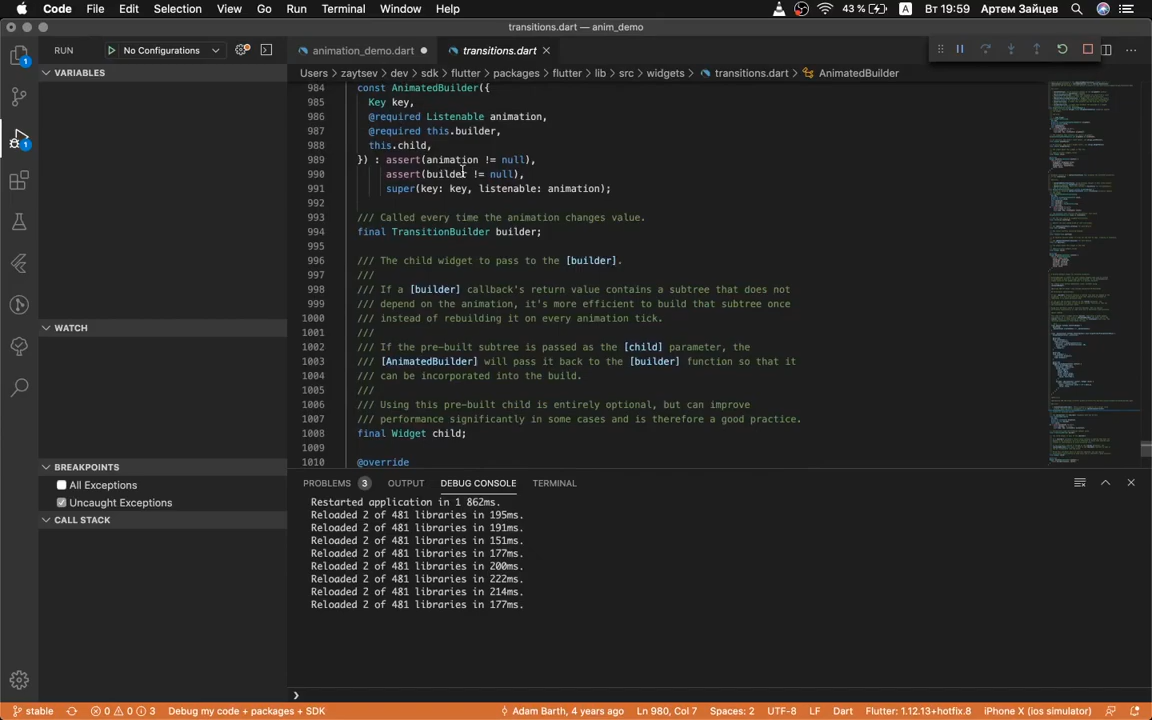 Code File Edit Selection View Go Run Terminal Window Help 43 % A Вт 19:59 Артем Зайцев
transitions.dart — anim_demo
RUN No Configurations
animation_demo.dart
transitions.dart
VARIABLES
Users > zaytsev > dev > sdk > flutter > packages > flutter > lib > src > widgets > transitions.dart > AnimatedBuilder
984 const AnimatedBuilder({
985 Key key,
986 @required Listenable animation,
987 @required this.builder,
988 this.child,
989 }) : assert(animation != null),
990 assert(builder != null),
991 super(key: key, listenable: animation);
992
993 /// Called every time the animation changes value.
994 final TransitionBuilder builder;
995
996 /// The child widget to pass to the [builder].
997 ///
998 /// If a [builder] callback's return value contains a subtree that does not
999 /// depend on the animation, it's more efficient to build that subtree once
1000 /// instead of rebuilding it on every animation tick.
1001 ///
1002 /// If the pre-built subtree is passed as the [child] parameter, the
1003 /// [AnimatedBuilder] will pass it back to the [builder] function so that it
1004 /// can be incorporated into the build.
1005 ///
1006 /// Using this pre-built child is entirely optional, but can improve
1007 /// performance significantly in some cases and is therefore a good practice.
1008 final Widget child;
1009
1010 @override
1
1
WATCH
BREAKPOINTS
All Exceptions
Uncaught Exceptions
CALL STACK
PROBLEMS 3 OUTPUT DEBUG CONSOLE TERMINAL
Restarted application in 1 862ms.
Reloaded 2 of 481 libraries in 195ms.
Reloaded 2 of 481 libraries in 191ms.
Reloaded 2 of 481 libraries in 151ms.
Reloaded 2 of 481 libraries in 177ms.
Reloaded 2 of 481 libraries in 200ms.
Reloaded 2 of 481 libraries in 222ms.
Reloaded 2 of 481 libraries in 214ms.
Reloaded 2 of 481 libraries in 177ms.
stable 0 0 3 Debug my code + packages + SDK Adam Barth, 4 years ago Ln 980, Col 7 Spaces: 2 UTF-8 LF Dart Flutter: 1.12.13+hotfix.8 iPhone X (ios simulator)